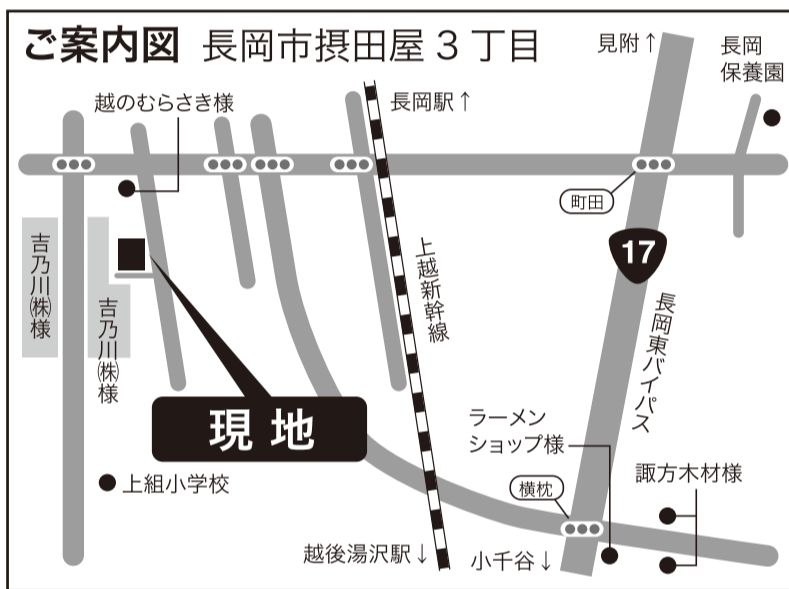 ご案内図 長岡市摂田屋3丁目
見附↑
長岡
保養園
越のむらさき様
長岡駅↑
町田
17
吉乃川㈱様
吉乃川㈱様
上越新幹線
長岡東バイパス
現地
ラーメン
ショップ様
諏方木材様
上組小学校
横枕
越後湯沢駅↓
小千谷↓